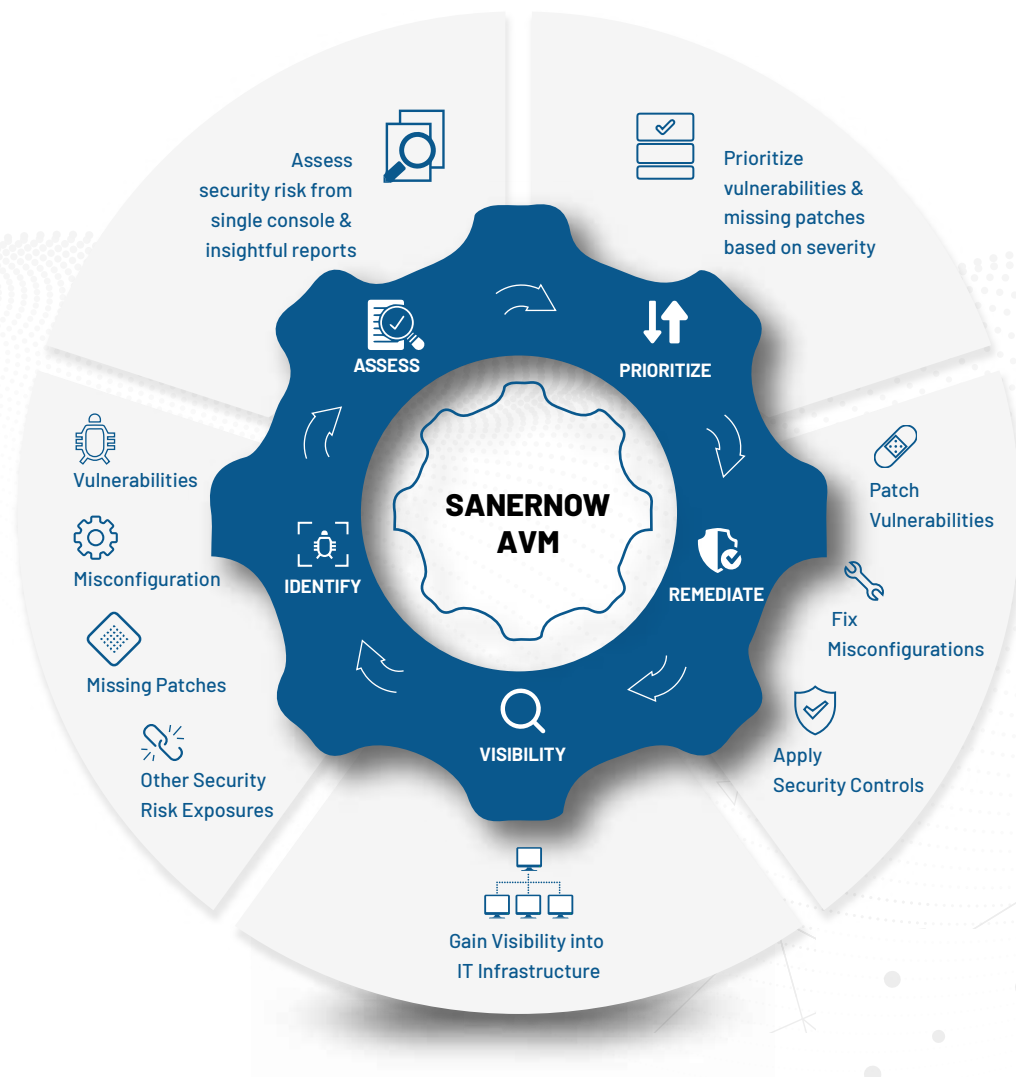 Assess
security risk from
single console &
insightful reports
Prioritize
vulnerabilities &
missing patches
based on severity
ASSESS
PRIORITIZE
Vulnerabilities
Misconfiguration
Missing Patches
Other Security
Risk Exposures
IDENTIFY
SANERNOW
AVM
REMEDIATE
VISIBILITY
Patch
Vulnerabilities
Fix
Misconfigurations
Apply
Security Controls
Gain Visibility into
IT Infrastructure